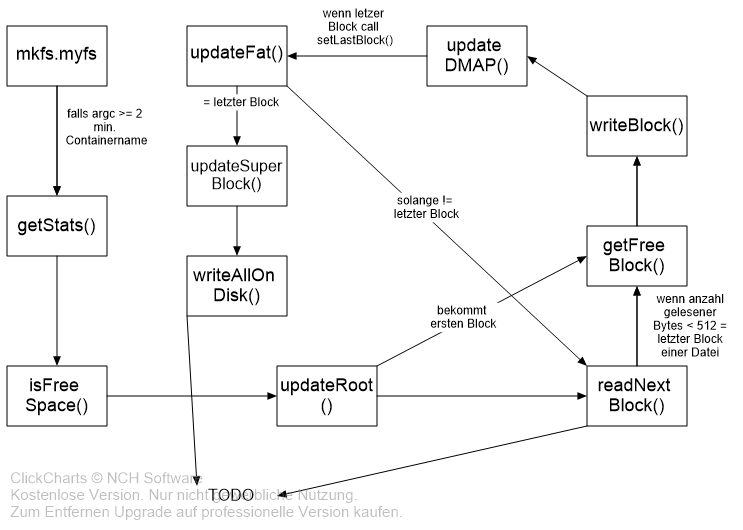 mkfs.myfs
falls argc >= 2
min.
Containername
getStats()
isFree
Space()
updateFat()
= letzter Block
updateSuper
Block()
writeAllOn
Disk()
wenn letzer
Block call
setLastBlock()
update
DMAP()
writeBlock()
solange !=
letzter Block
getFree
Block()
bekommt
ersten Block
wenn anzahl
gelesener
Bytes < 512 =
letzter Block
einer Datei
updateRoot
()
readNext
Block()
TODO
ClickCharts © NCH Software
Kostenlose Version. Nur nicht gewerbliche Nutzung.
Zum Entfernen Upgrade auf professionelle Version kaufen.